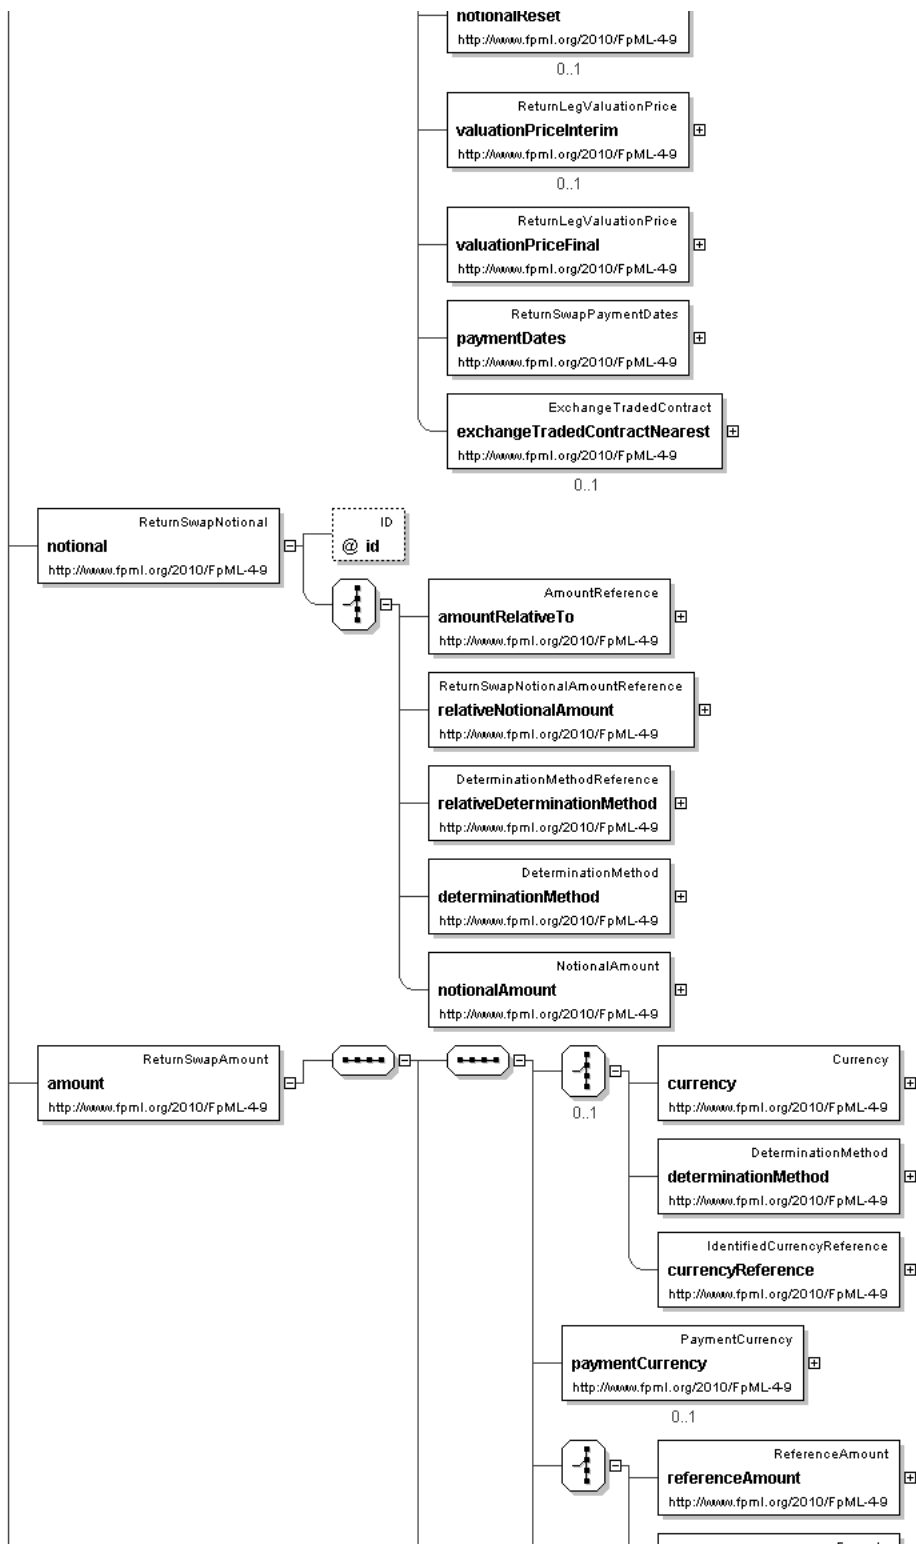 notionalReset
http://www.fpml.org/2010/FpML-4-9
0..1
ReturnLegValuationPrice
valuationPriceInterim
http://www.fpml.org/2010/FpML-4-9
0..1
ReturnLegValuationPrice
valuationPriceFinal
http://www.fpml.org/2010/FpML-4-9
ReturnSwapPaymentDates
paymentDates
http://www.fpml.org/2010/FpML-4-9
ExchangeTradedContract
exchangeTradedContractNearest
http://www.fpml.org/2010/FpML-4-9
0..1
ReturnSwapNotional
notional
http://www.fpml.org/2010/FpML-4-9
ID
@ id
AmountReference
amountRelativeTo
http://www.fpml.org/2010/FpML-4-9
ReturnSwapNotionalAmountReference
relativeNotionalAmount
http://www.fpml.org/2010/FpML-4-9
DeterminationMethodReference
relativeDeterminationMethod
http://www.fpml.org/2010/FpML-4-9
DeterminationMethod
determinationMethod
http://www.fpml.org/2010/FpML-4-9
NotionalAmount
notionalAmount
http://www.fpml.org/2010/FpML-4-9
ReturnSwapAmount
amount
http://www.fpml.org/2010/FpML-4-9
0..1
Currency
currency
http://www.fpml.org/2010/FpML-4-9
DeterminationMethod
determinationMethod
http://www.fpml.org/2010/FpML-4-9
IdentifiedCurrencyReference
currencyReference
http://www.fpml.org/2010/FpML-4-9
PaymentCurrency
paymentCurrency
http://www.fpml.org/2010/FpML-4-9
0..1
ReferenceAmount
referenceAmount
http://www.fpml.org/2010/FpML-4-9